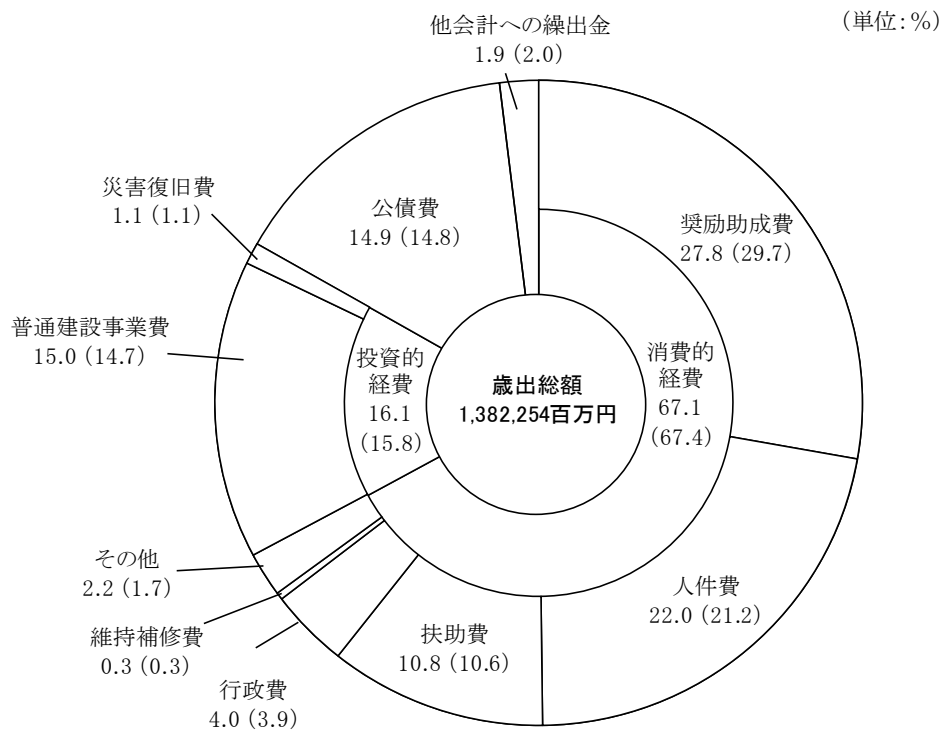 (単位:%)
他会計への繰出金
1.9 (2.0)
奨励助成費
27.8 (29.7)
公債費
14.9 (14.8)
災害復旧費
1.1 (1.1)
普通建設事業費
15.0 (14.7)
投資的
経費
16.1
(15.8)
歳出総額
1,382,254百万円
消費的
経費
67.1
(67.4)
その他
2.2 (1.7)
維持補修費
0.3 (0.3)
行政費
4.0 (3.9)
扶助費
10.8 (10.6)
人件費
22.0 (21.2)